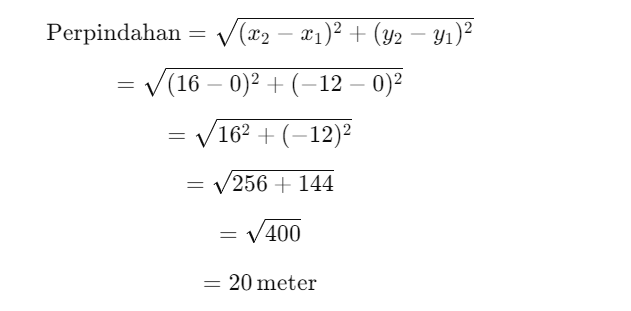 Perpindahan = √((x₂ − x₁)² + (y₂ − y₁)²)
= √((16 − 0)² + (−12 − 0)²)
= √(16² + (−12)²)
= √(256 + 144)
= √400
= 20 meter